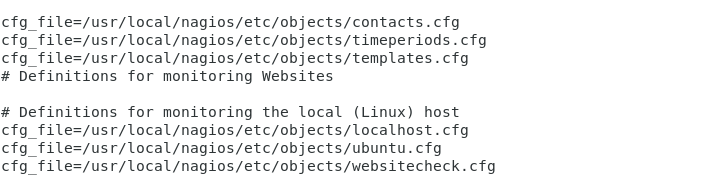 cfg_file=/usr/local/nagios/etc/objects/contacts.cfg
cfg_file=/usr/local/nagios/etc/objects/timeperiods.cfg
cfg_file=/usr/local/nagios/etc/objects/templates.cfg
# Definitions for monitoring Websites
# Definitions for monitoring the local (Linux) host
cfg_file=/usr/local/nagios/etc/objects/localhost.cfg
cfg_file=/usr/local/nagios/etc/objects/ubuntu.cfg
cfg_file=/usr/local/nagios/etc/objects/websitecheck.cfg